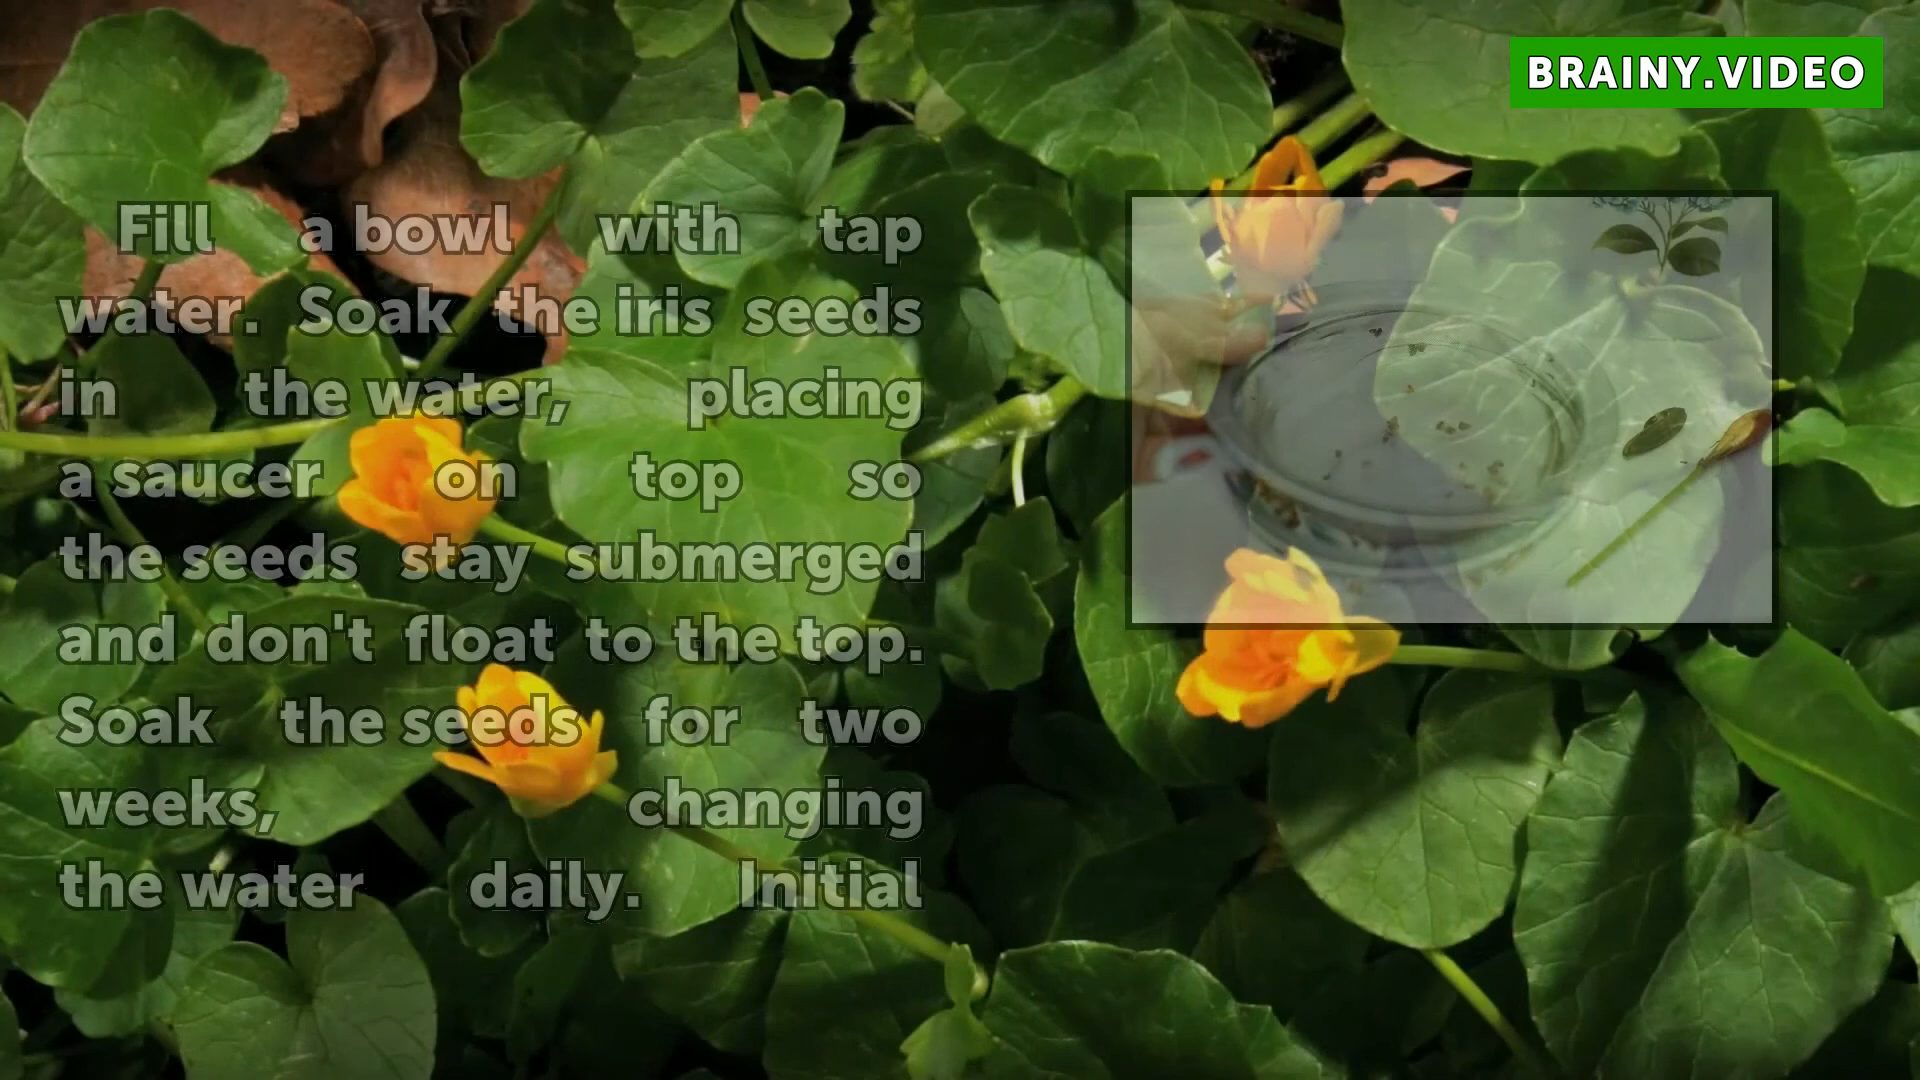 BRAINY.VIDEO
Fill a bowl with tap
water. Soak the iris seeds
in the water, placing
a saucer on top so
the seeds stay submerged
and don't float to the top.
Soak the seeds for two
weeks, changing
the water daily. Initial